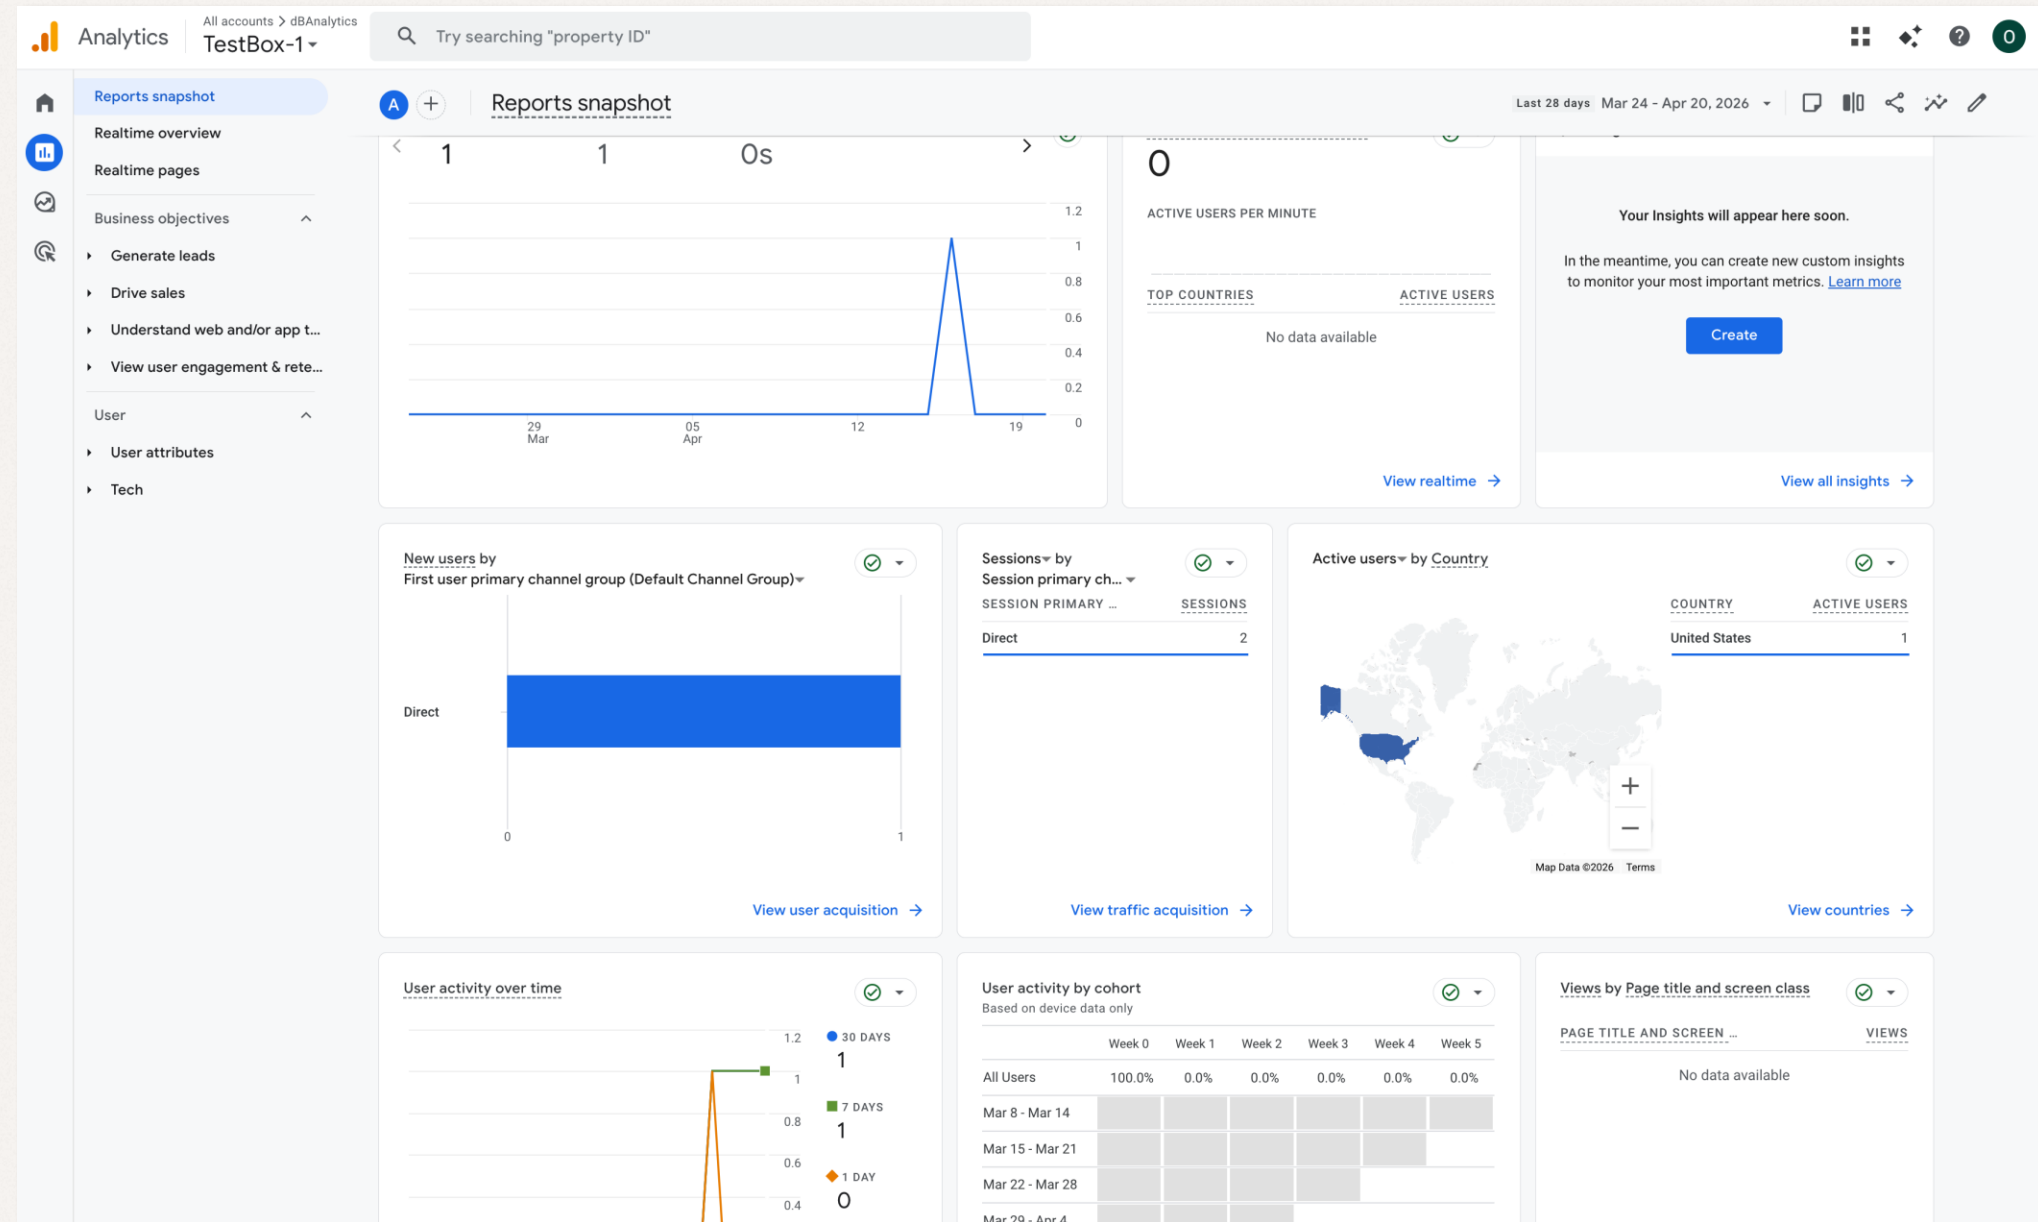 All accounts > dBAnalytics
Analytics
TestBox-1
Try searching "property ID"
O
Reports snapshot
Realtime overview
Realtime pages
Business objectives
Generate leads
Drive sales
Understand web and/or app t...
View user engagement & rete...
User
User attributes
Tech
A
Reports snapshot
Last 28 days Mar 24 - Apr 20, 2026
1 1 0s
1.2
1
0.8
0.6
0.4
0.2
0
29 05 12 19
Mar Apr
0
ACTIVE USERS PER MINUTE
TOP COUNTRIES ACTIVE USERS
No data available
View realtime
Your Insights will appear here soon.
In the meantime, you can create new custom insights
to monitor your most important metrics. Learn more
Create
View all insights
New users by
First user primary channel group (Default Channel Group)
Direct
0 1
View user acquisition
Sessions by
Session primary ch...
SESSION PRIMARY ... SESSIONS
Direct 2
View traffic acquisition
Active users by Country
COUNTRY ACTIVE USERS
United States 1
Map Data ©2026 Terms
View countries
User activity over time
1.2
1
0.8
0.6
0.4
30 DAYS
1
7 DAYS
1
1 DAY
0
User activity by cohort
Based on device data only
Week 0 Week 1 Week 2 Week 3 Week 4 Week 5
All Users 100.0% 0.0% 0.0% 0.0% 0.0% 0.0%
Mar 8 - Mar 14
Mar 15 - Mar 21
Mar 22 - Mar 28
Mar 29 - Apr 4
Views by Page title and screen class
PAGE TITLE AND SCREEN ... VIEWS
No data available